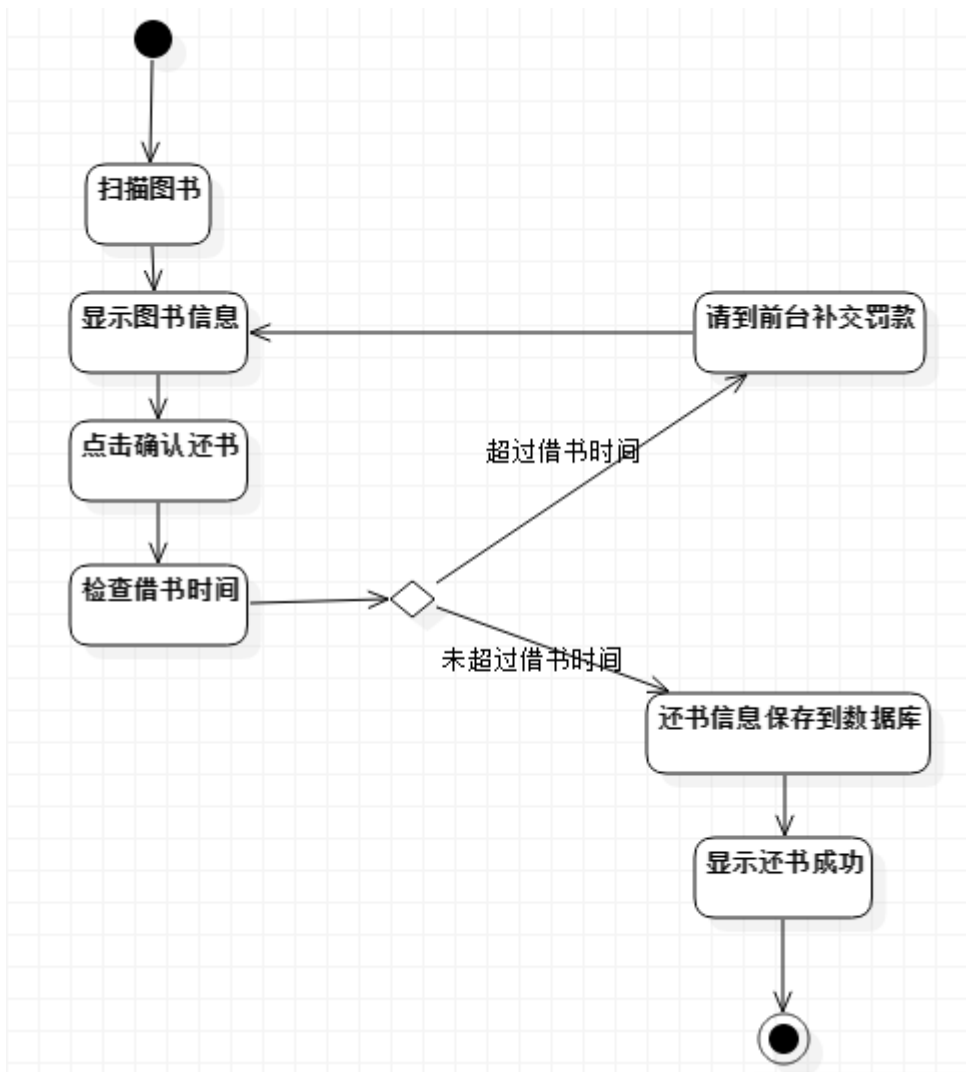 扫描图书
显示图书信息
请到前台补交罚款
点击确认还书
超过借书时间
检查借书时间
未超过借书时间
还书信息保存到数据库
显示还书成功